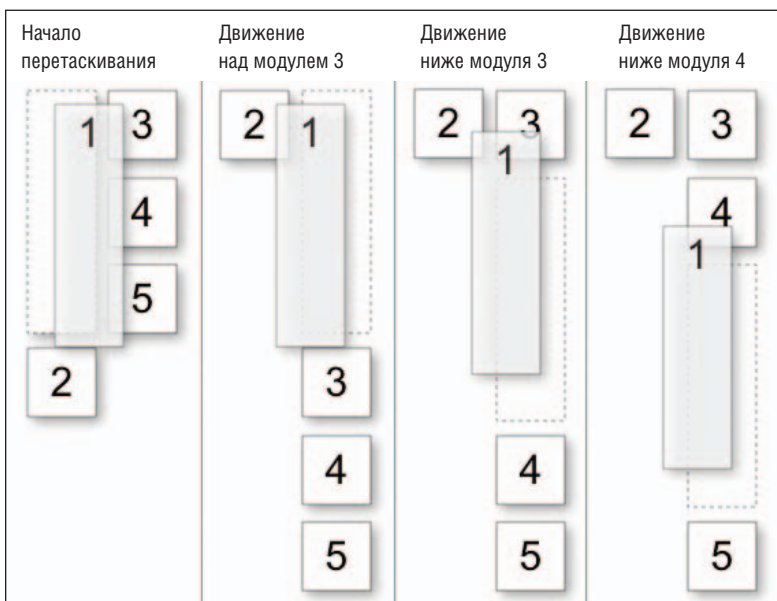 Начало
перетаскивания
Движение
над модулем 3
Движение
ниже модуля 3
Движение
ниже модуля 4
1 3
4
5
2
2 1
3
4
5
2 3
1
4
5
2 3
4
1
5